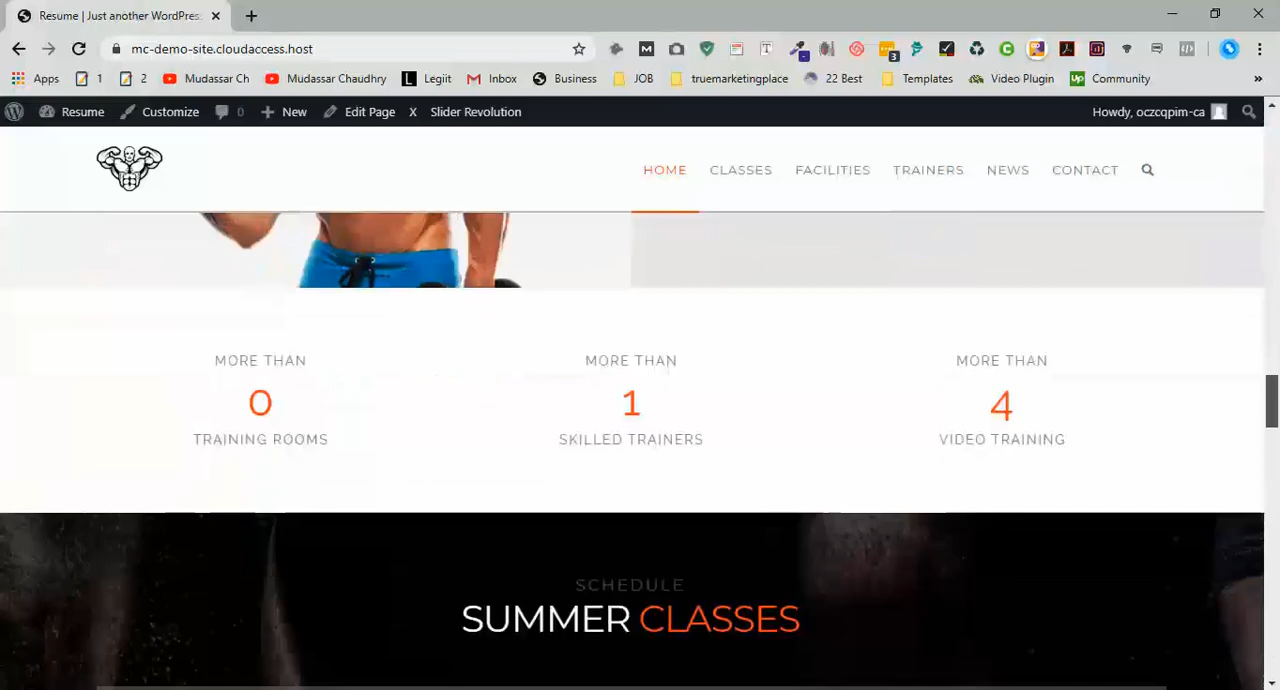 Resume | Just another WordPres
mc-demo-site.cloudaccess.host
3
Apps 1 2 Mudassar Ch Mudassar Chaudhry Legiit Inbox Business JOB truemarketingplace 22 Best Templates Video Plugin Community »
Resume Customize 0 New Edit Page X Slider Revolution Howdy, oczcqpim-ca
HOME CLASSES FACILITIES TRAINERS NEWS CONTACT
MORE THAN MORE THAN MORE THAN
0 1 4
TRAINING ROOMS SKILLED TRAINERS VIDEO TRAINING
SCHEDULE
SUMMER CLASSES